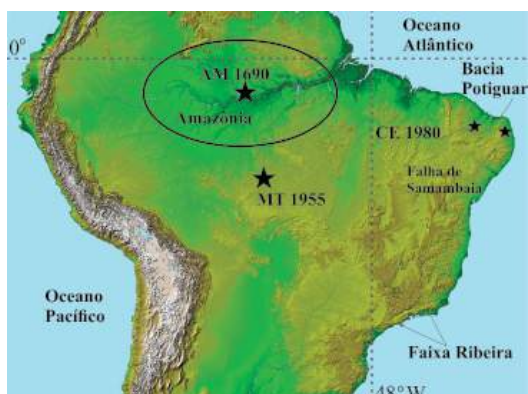 Oceano
Atlântico
0°
Bacia
Potiguar
AM 1690
Amazônia
CE 1980
Falha de
Samambaia
MT 1955
Oceano
Pacífico
Faixa Ribeira
48°W